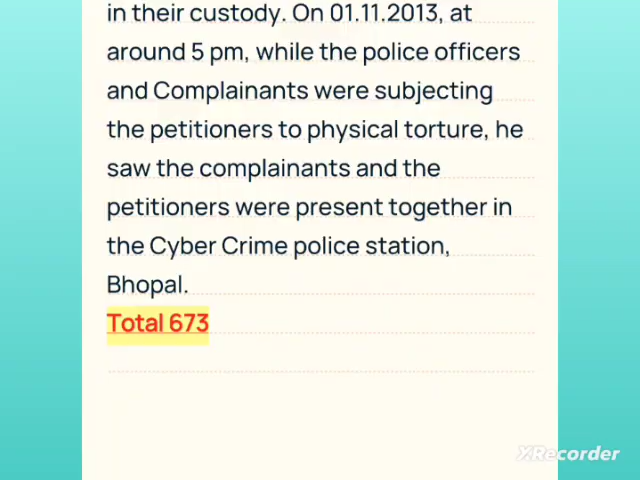 in their custody. On 01.11.2013, at
around 5 pm, while the police officers
and Complainants were subjecting
the petitioners to physical torture, he
saw the complainants and the
petitioners were present together in
the Cyber Crime police station,
Bhopal.
Total 673
XRecorder